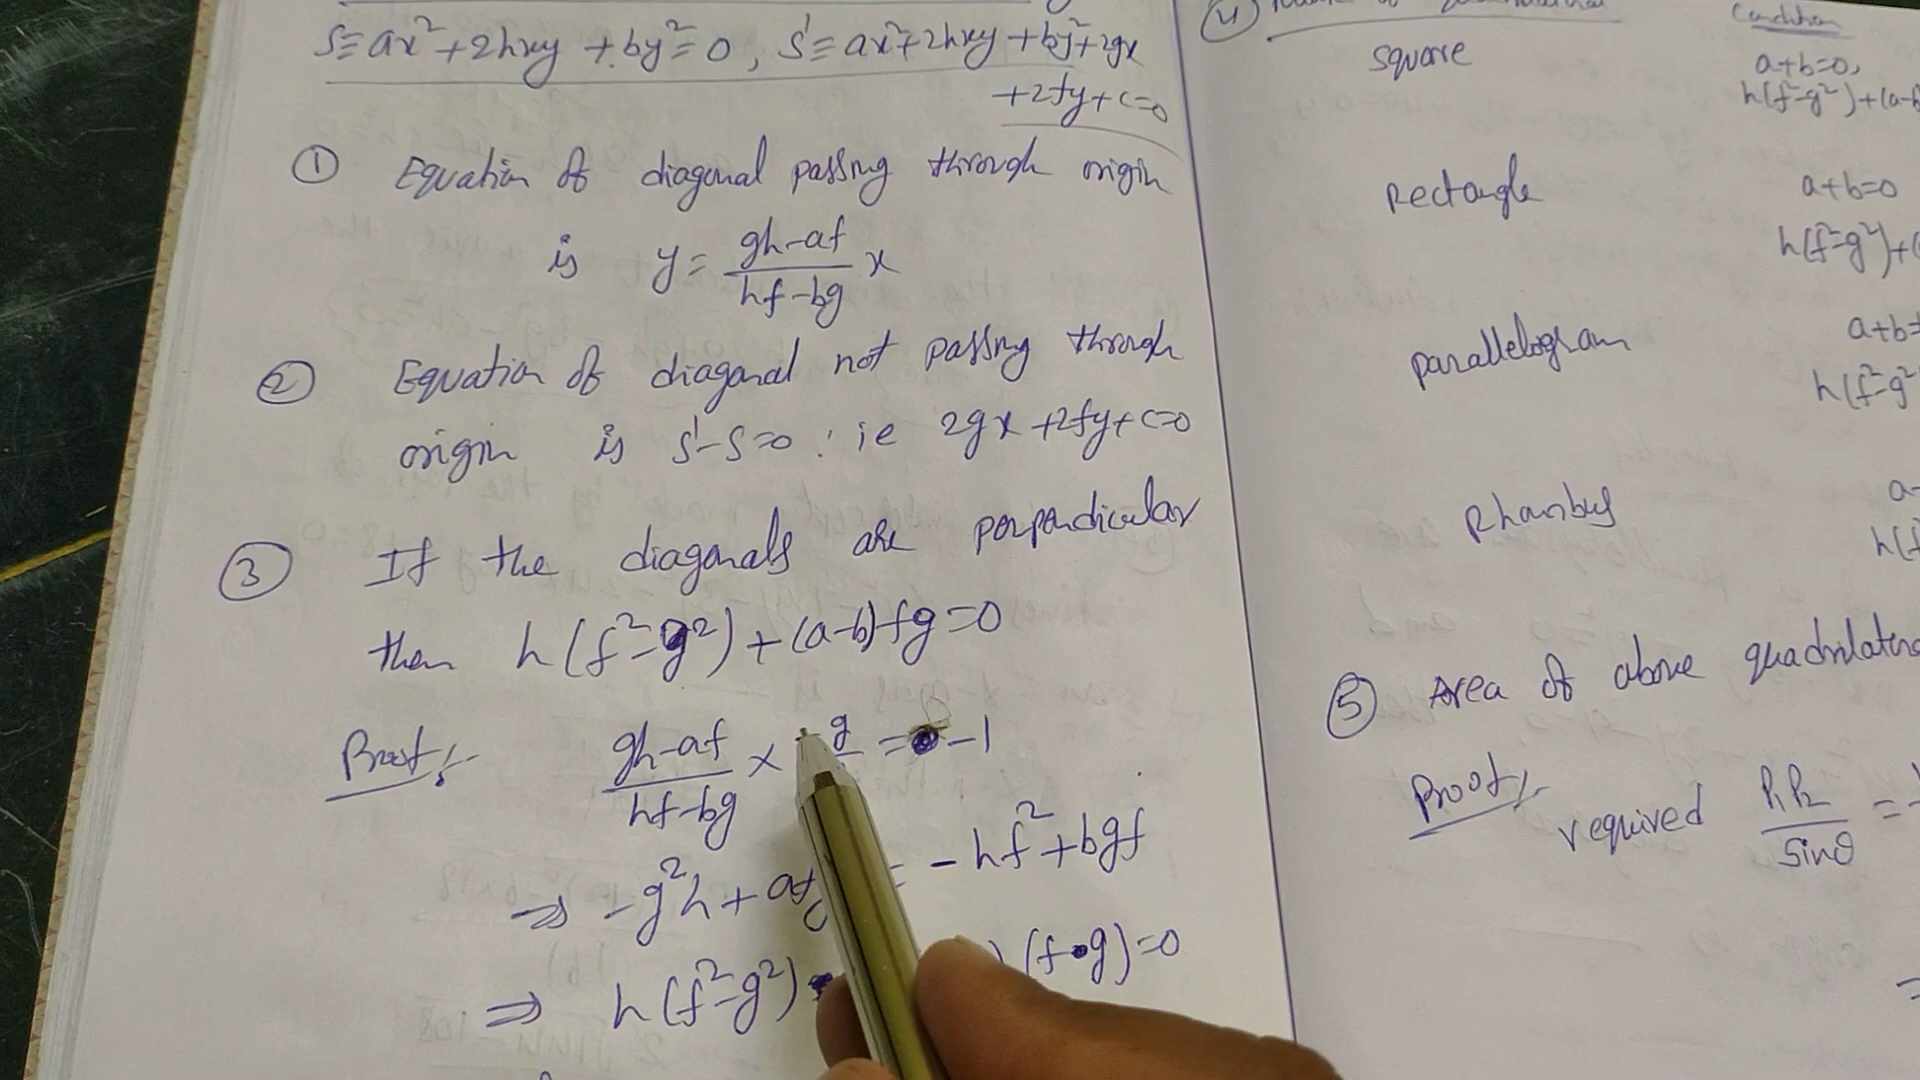 S≡ax²+2hxy+by²=0, S'≡ax²+2hxy+by²+2gx
+2fy+c=0
① Equation of diagonal passing through origin
is y= gh-af/hf-bg x
② Equation of diagonal not passing through
origin is S'-S=0 : ie 2gx+2fy+c=0
③ If the diagonals are perpendicular
then h(f²-g²)+(a-b)fg=0
Proof:- gh-af/hf-bg × -g = -1
⇒ -g²h+afg = -hf²+bgf
⇒ h(f²-g²) (f•g)=0
④
Condition
square a+b=0,
h(f²-g²)+(a-b
Rectangle a+b=0
h(f²-g²)+(
parallelogram a+b≠
h(f²-g²
Rhombus a+
h(f
⑤ Area of above quadrilatera
Proof:- required P₁P₂/sinθ =
⇒